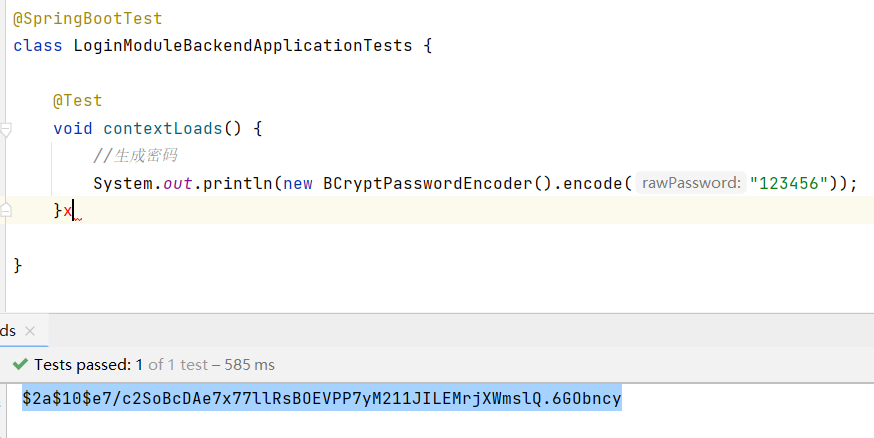 @SpringBootTest
class LoginModuleBackendApplicationTests {
@Test
void contextLoads() {
//生成密码
System.out.println(new BCryptPasswordEncoder().encode( rawPassword: "123456"));
}x
}
ds ×
Tests passed: 1 of 1 test – 585 ms
$2a$10$e7/c2SoBcDAe7x77llRsBOEVPP7yM211JILEMrjXWmslQ.6GObncy